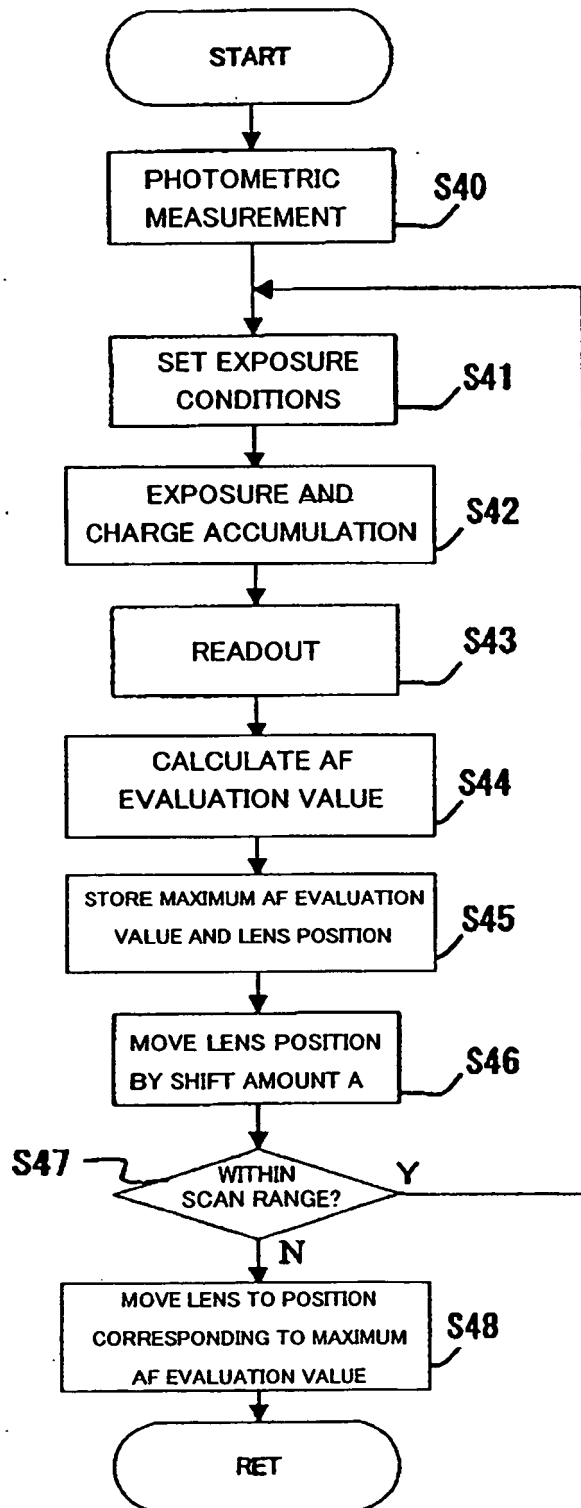 START
PHOTOMETRIC
MEASUREMENT
S40
SET EXPOSURE
CONDITIONS
S41
EXPOSURE AND
CHARGE ACCUMULATION
S42
READOUT
S43
CALCULATE AF
EVALUATION VALUE
S44
STORE MAXIMUM AF EVALUATION
VALUE AND LENS POSITION
S45
MOVE LENS POSITION
BY SHIFT AMOUNT A
S46
S47
WITHIN
SCAN RANGE?
Y
N
MOVE LENS TO POSITION
CORRESPONDING TO MAXIMUM
AF EVALUATION VALUE
S48
RET